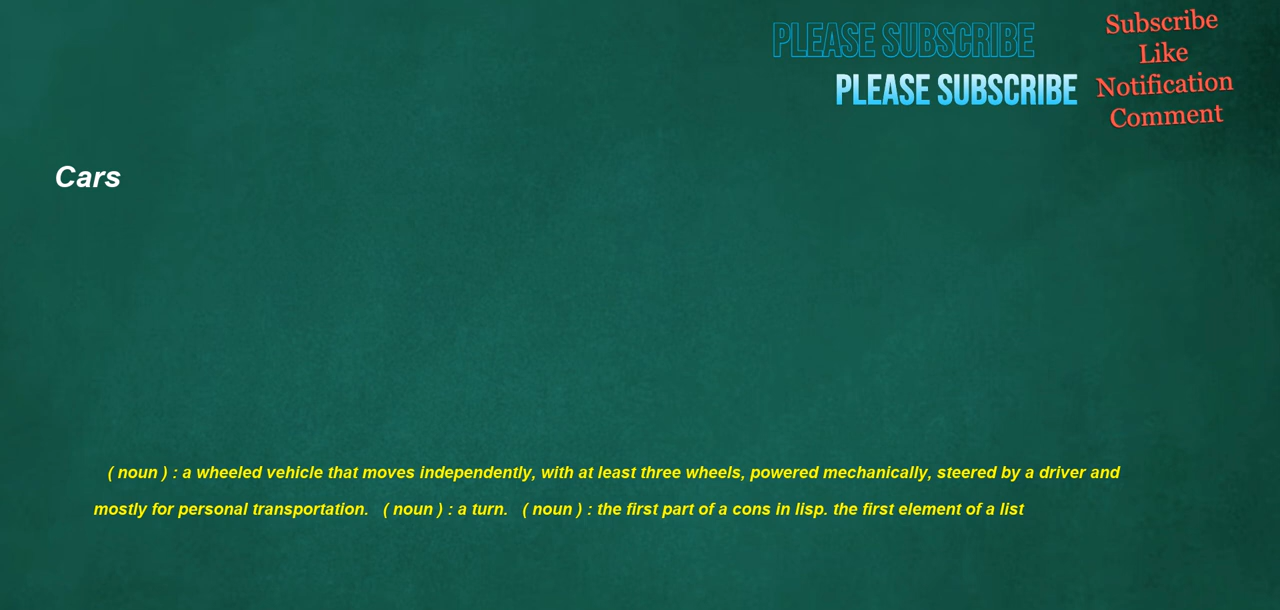 PLEASE SUBSCRIBE
PLEASE SUBSCRIBE
Subscribe
Like
Notification
Comment
Cars
( noun ) : a wheeled vehicle that moves independently, with at least three wheels, powered mechanically, steered by a driver and
mostly for personal transportation. ( noun ) : a turn. ( noun ) : the first part of a cons in lisp. the first element of a list